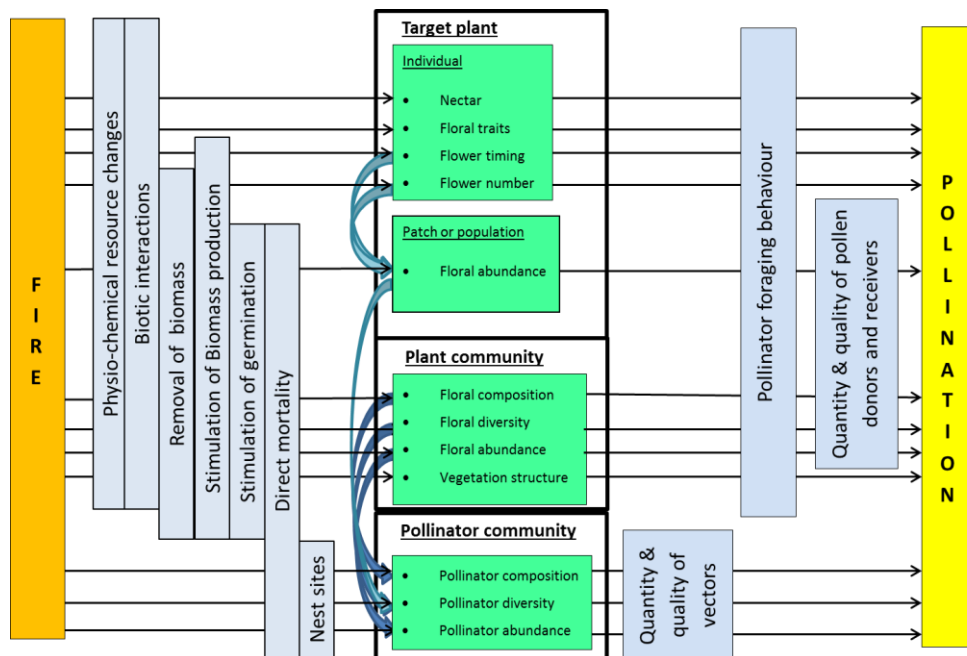 FIRE
Physio-chemical resource changes
Biotic interactions
Removal of biomass
Stimulation of Biomass production
Stimulation of germination
Direct mortality
Nest sites
Target plant
Individual
• Nectar
• Floral traits
• Flower timing
• Flower number
Patch or population
• Floral abundance
Plant community
• Floral composition
• Floral diversity
• Floral abundance
• Vegetation structure
Pollinator community
• Pollinator composition
• Pollinator diversity
• Pollinator abundance
Quantity &
quality of
vectors
Pollinator foraging behaviour
Quantity & quality of pollen
donors and receivers
POLLINATION